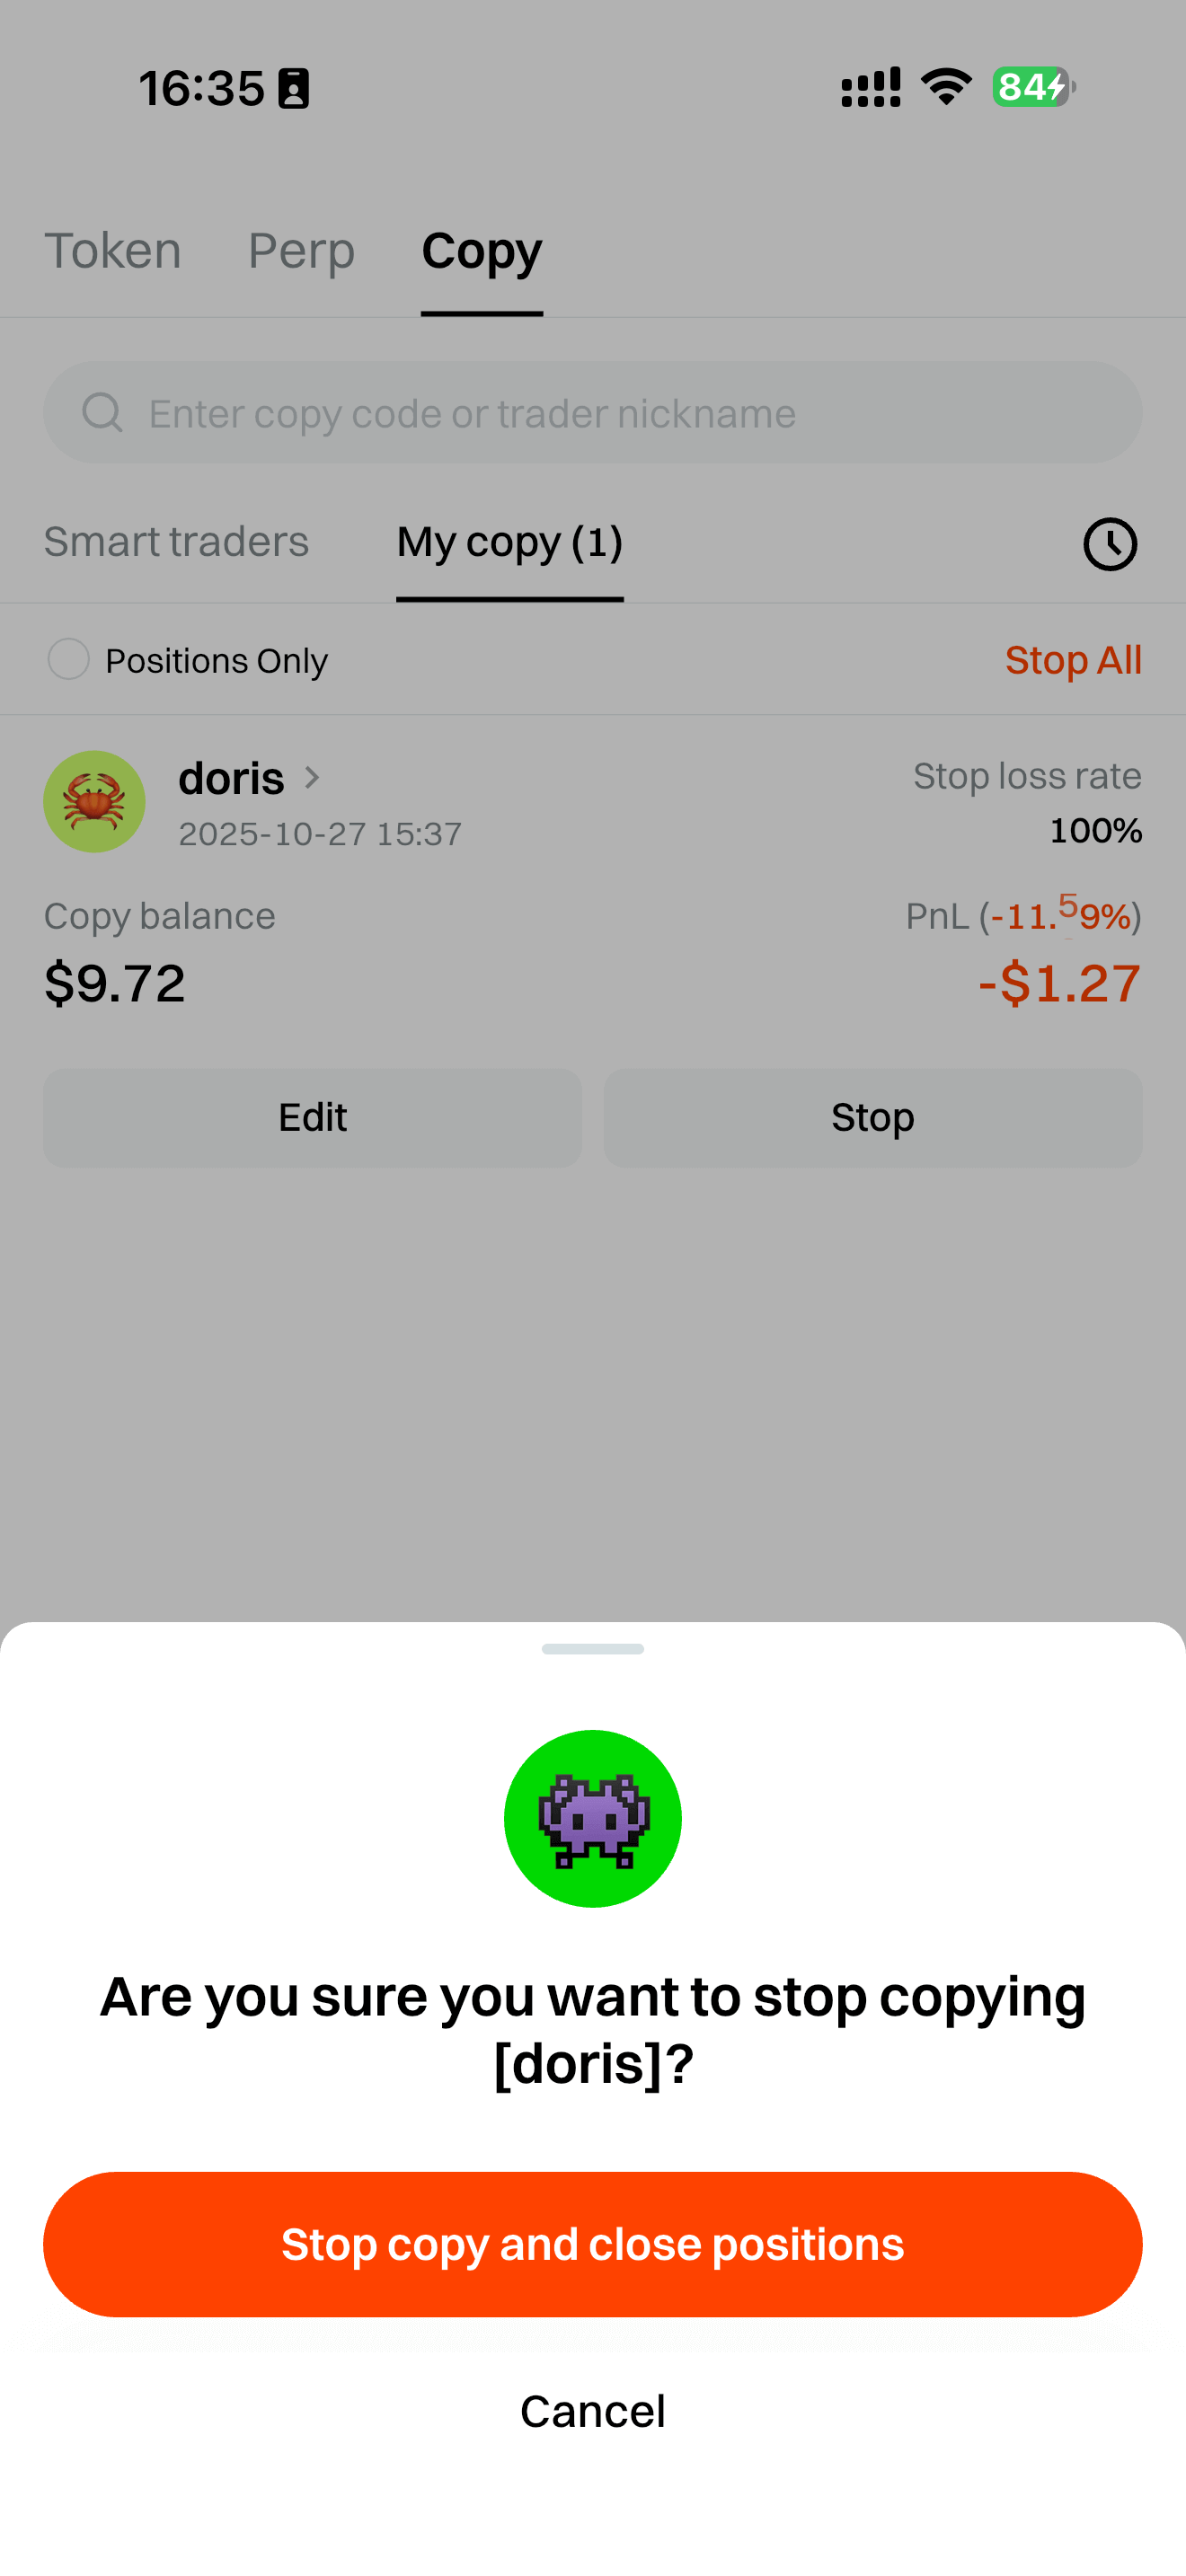 16:35
84
Token Perp Copy
Enter copy code or trader nickname
Smart traders My copy (1)
Positions Only Stop All
doris Stop loss rate
2025-10-27 15:37 100%
Copy balance PnL (-11.59%)
$9.72 -$1.27
Edit Stop
Are you sure you want to stop copying
[doris]?
Stop copy and close positions
Cancel